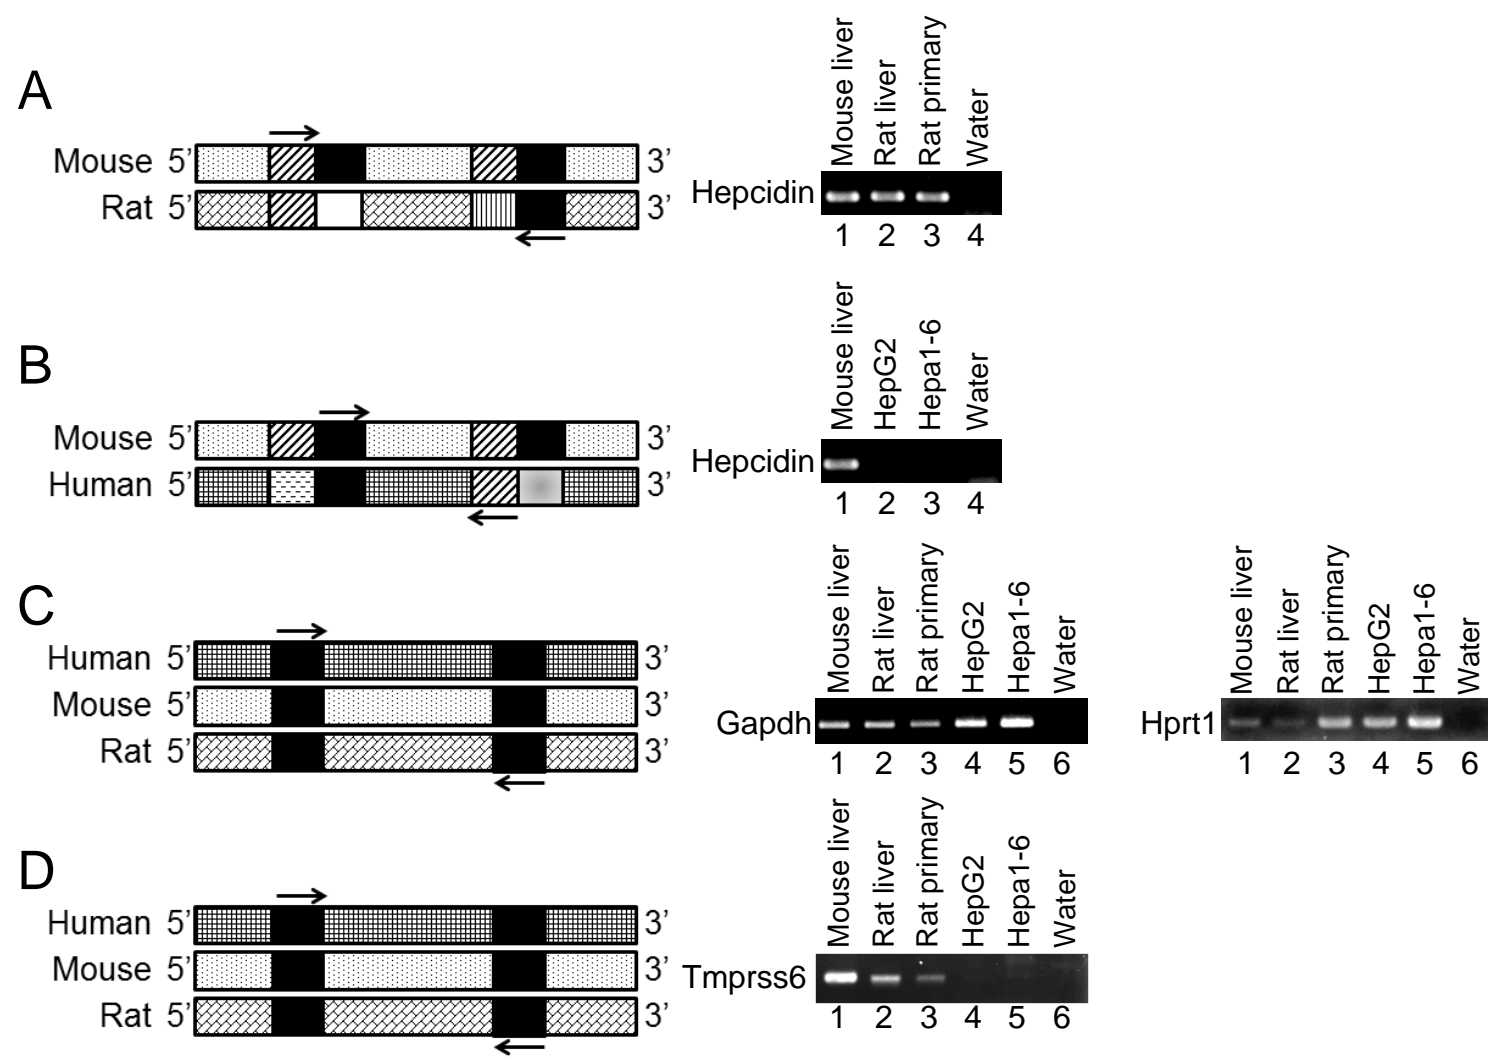 A
Mouse 5’ 3’
Rat 5’ 3’
Mouse liver
Rat liver
Rat primary
Water
Hepcidin
1 2 3 4
B
Mouse 5’ 3’
Human 5’ 3’
Mouse liver
HepG2
Hepa1-6
Water
Hepcidin
1 2 3 4
C
Human 5’ 3’
Mouse 5’ 3’
Rat 5’ 3’
Mouse liver
Rat liver
Rat primary
HepG2
Hepa1-6
Water
Gapdh
1 2 3 4 5 6
Mouse liver
Rat liver
Rat primary
HepG2
Hepa1-6
Water
Hprt1
1 2 3 4 5 6
D
Human 5’ 3’
Mouse 5’ 3’
Rat 5’ 3’
Mouse liver
Rat liver
Rat primary
HepG2
Hepa1-6
Water
Tmprss6
1 2 3 4 5 6